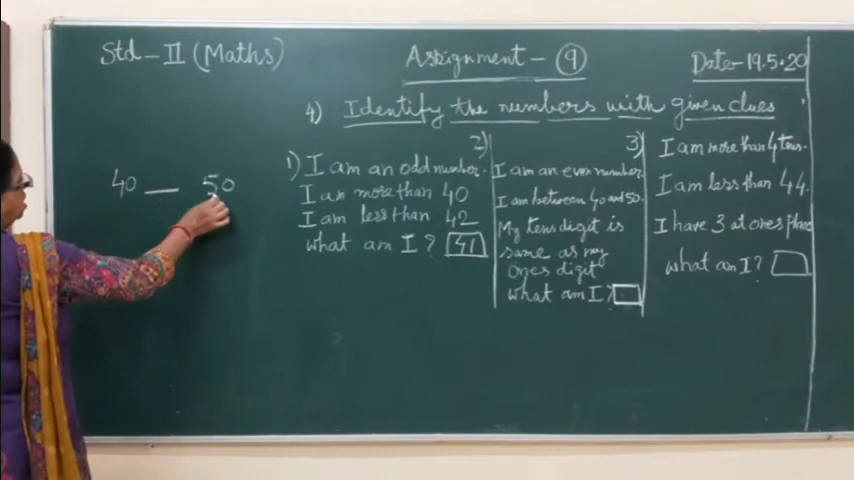 Std-II (Maths) Assignment-9 Date-19.5.20
4) Identify the numbers with given clues
40 __ 50
1) I am an odd number.
I am more than 40
I am less than 42
what am I? 41
2) I am an even number.
I am between 40 and 50.
My tens digit is
same as my
ones digit
what am I?
3) I am more than 4 tens.
I am less than 44.
I have 3 at ones place
what am I?